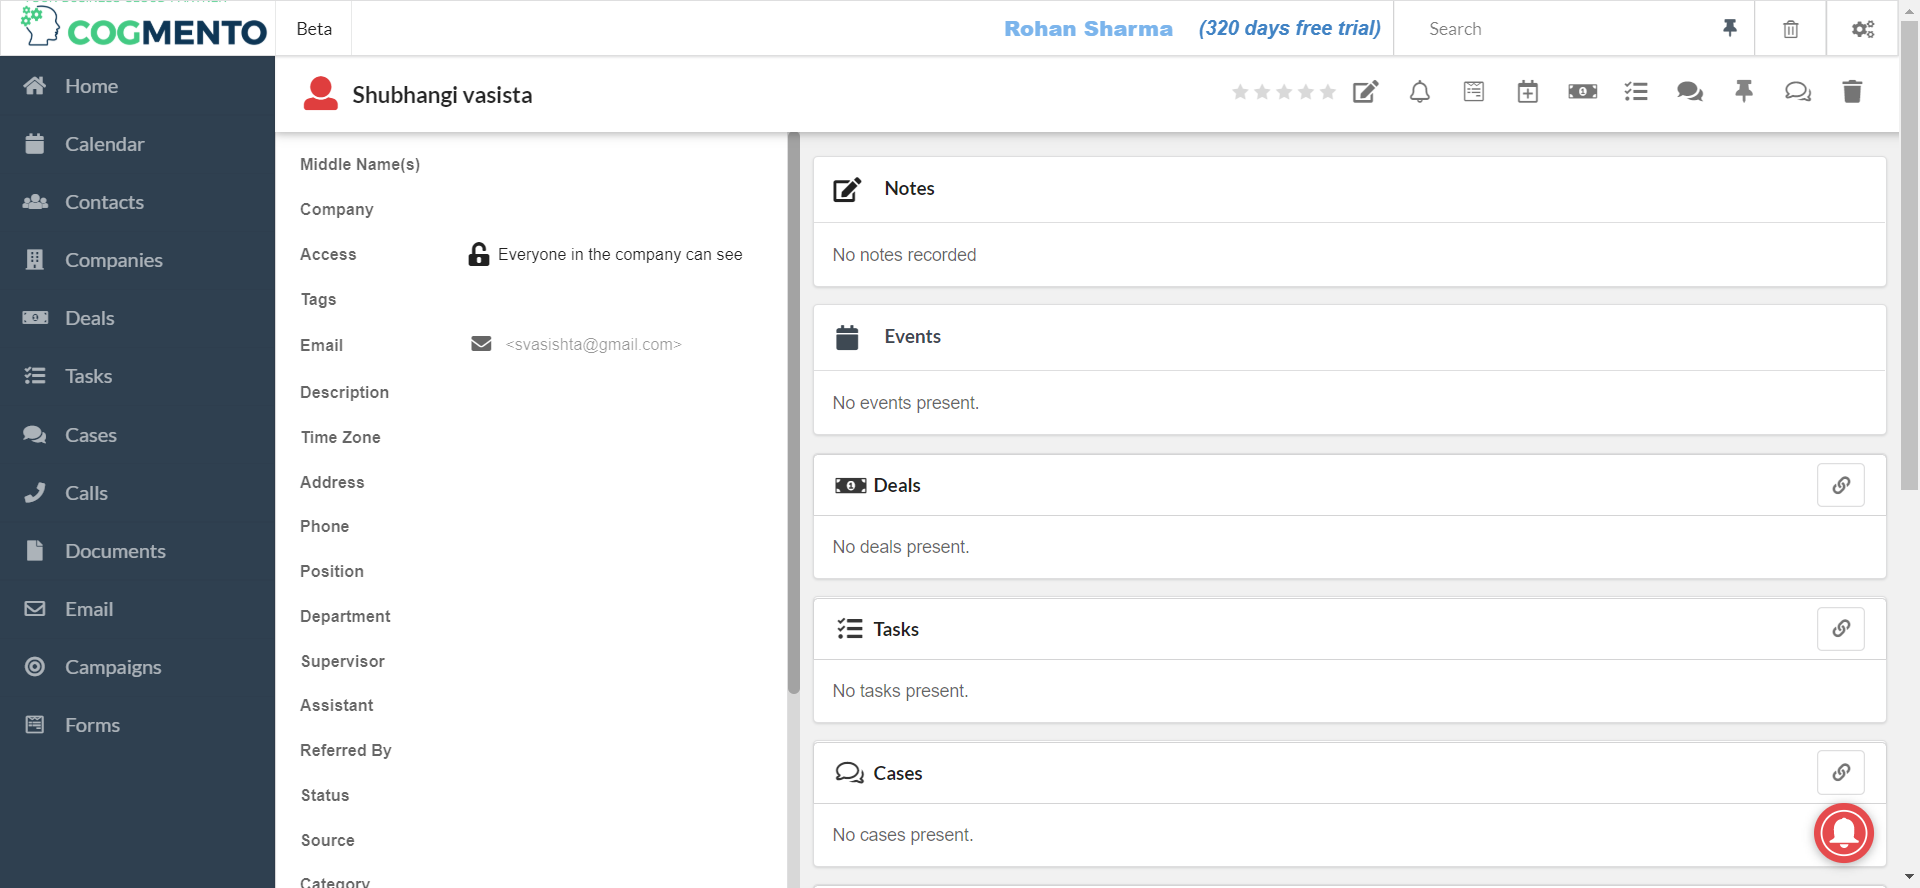 COGMENTO
Beta
Rohan Sharma
(320 days free trial)
Search
Home
Calendar
Contacts
Companies
Deals
Tasks
Cases
Calls
Documents
Email
Campaigns
Forms
Shubhangi vasista
Middle Name(s)
Company
Access
Everyone in the company can see
Tags
Email
<svasishta@gmail.com>
Description
Time Zone
Address
Phone
Position
Department
Supervisor
Assistant
Referred By
Status
Source
Category
Notes
No notes recorded
Events
No events present.
Deals
No deals present.
Tasks
No tasks present.
Cases
No cases present.